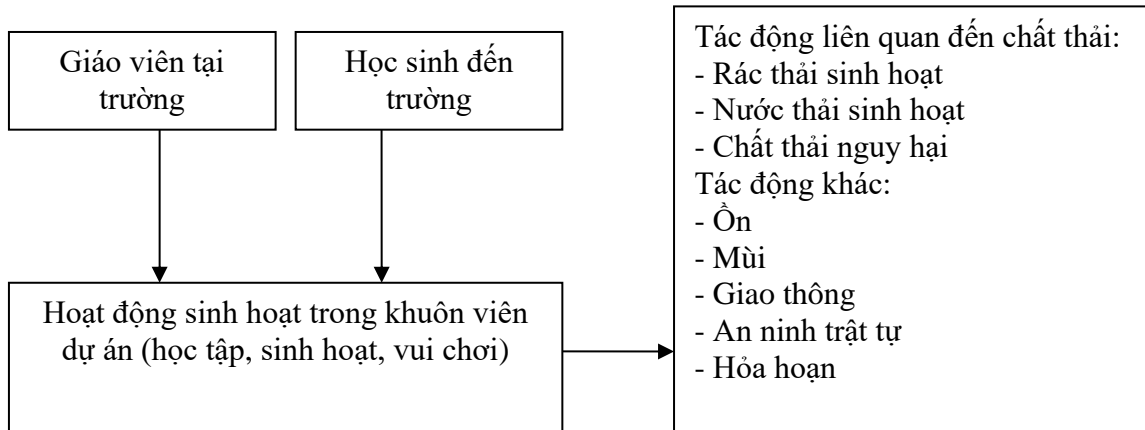 Giáo viên tại
trường
Học sinh đến
trường
Hoạt động sinh hoạt trong khuôn viên
dự án (học tập, sinh hoạt, vui chơi)
Tác động liên quan đến chất thải:
- Rác thải sinh hoạt
- Nước thải sinh hoạt
- Chất thải nguy hại
Tác động khác:
- Ồn
- Mùi
- Giao thông
- An ninh trật tự
- Hỏa hoạn